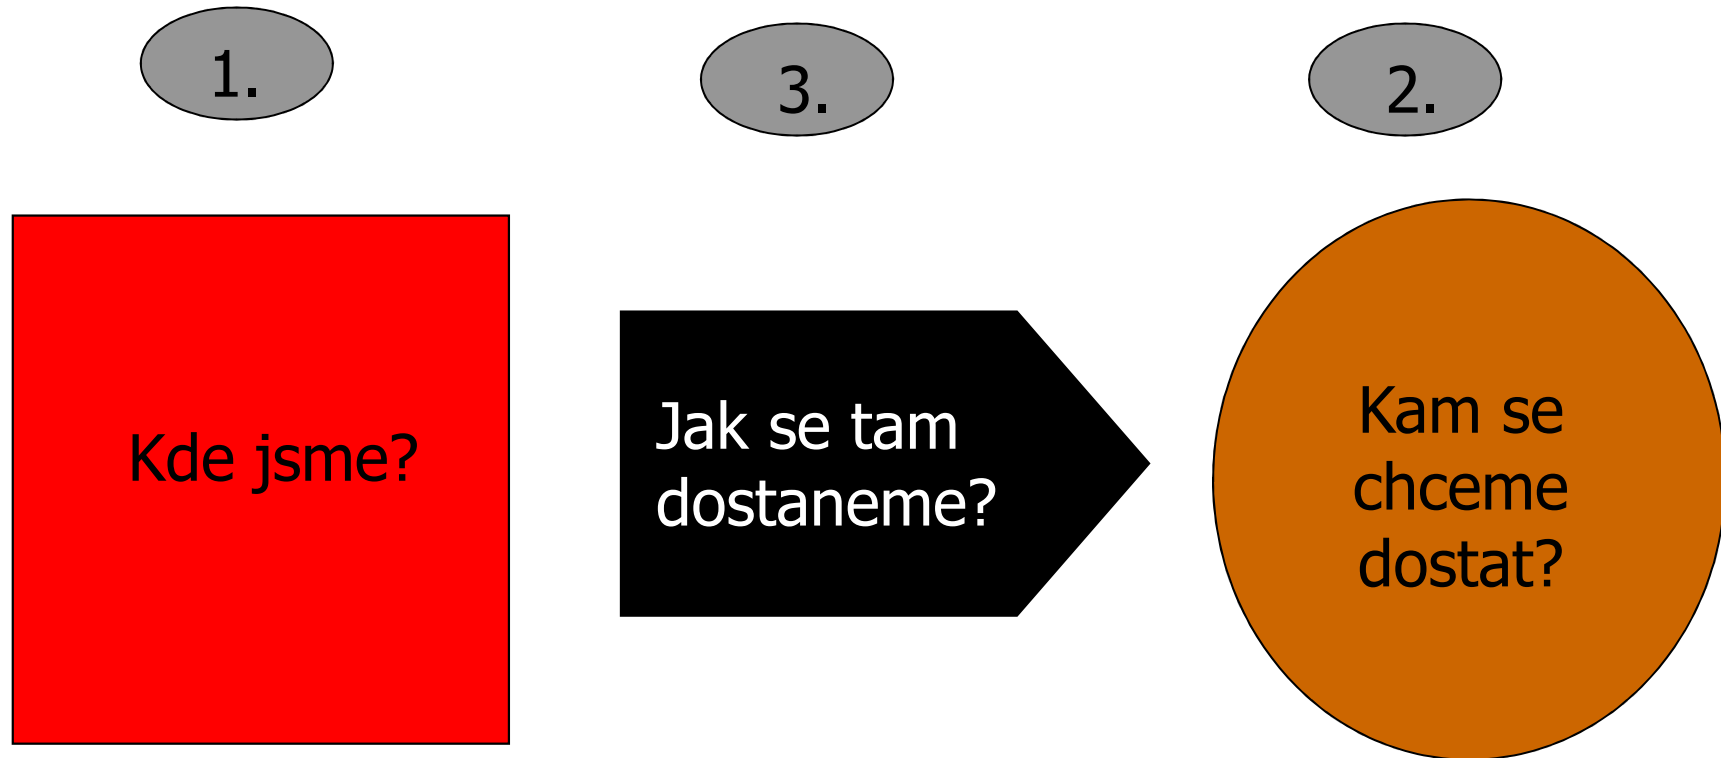 1.
3.
2.
Kde jsme?
Jak se tam
dostaneme?
Kam se
chceme
dostat?